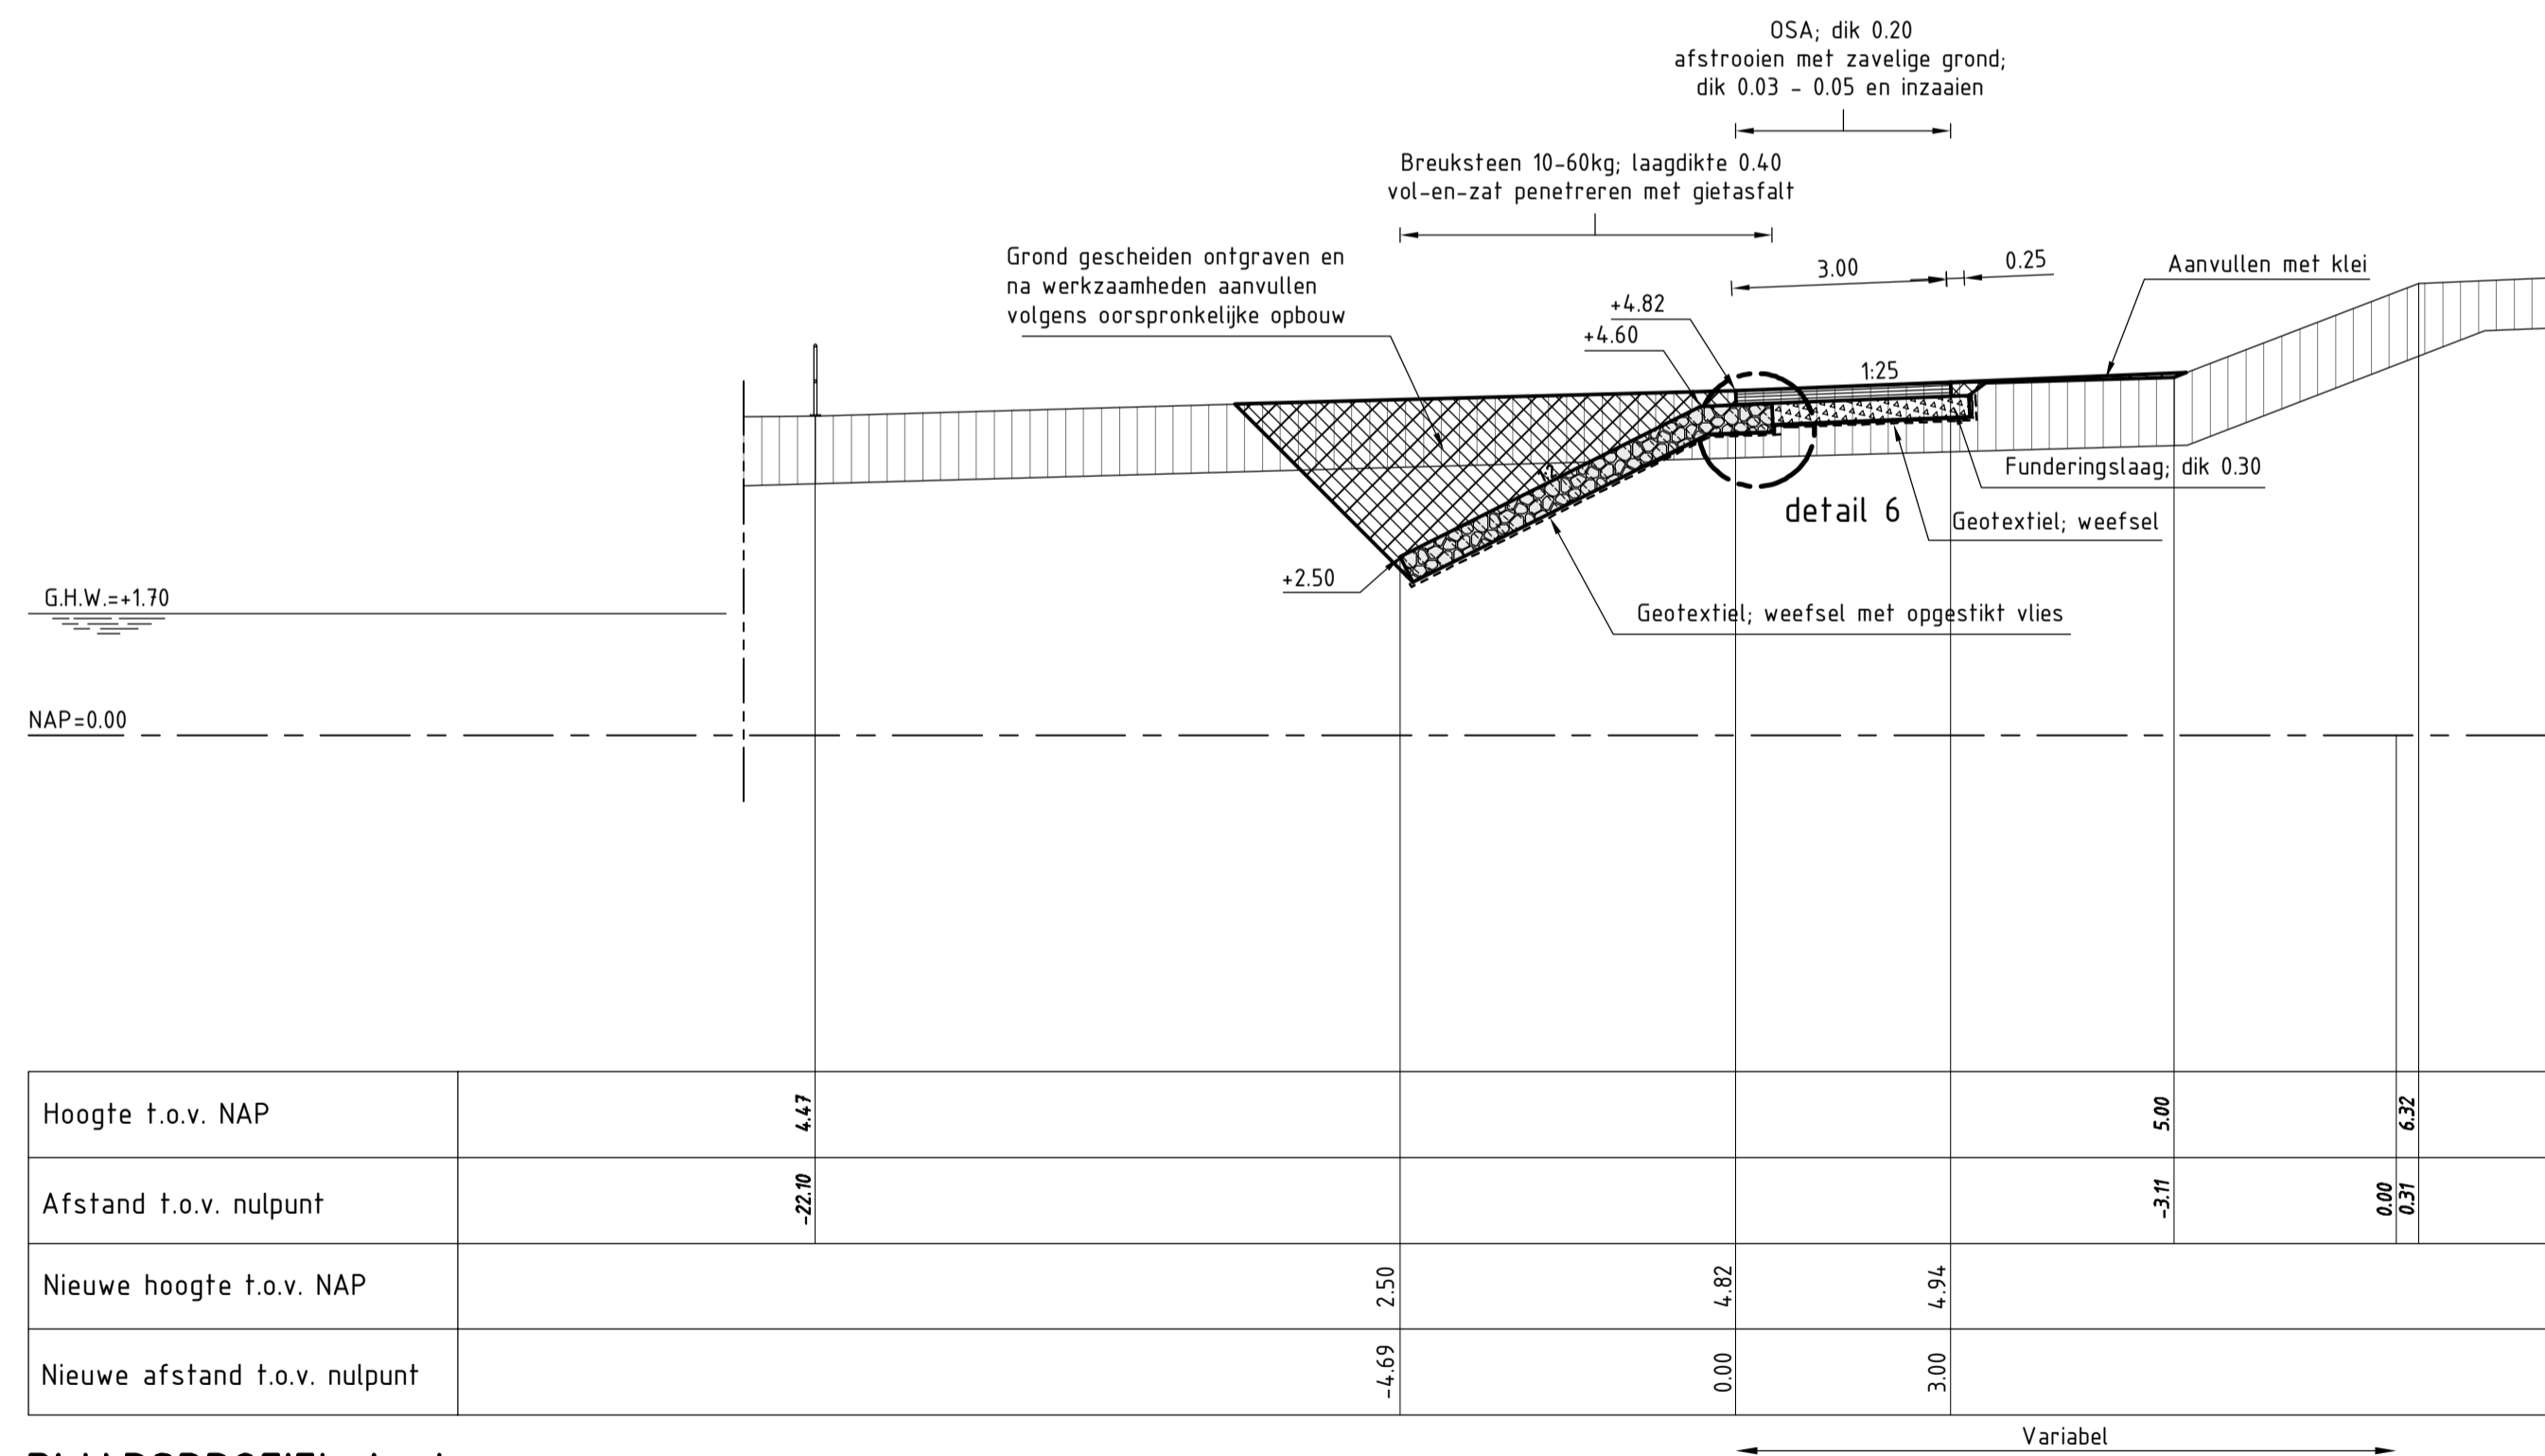 OSA; dik 0.20
afstrooien met zavelige grond;
dik 0.03 - 0.05 en inzaaien
Breuksteen 10-60kg; laagdikte 0.40
vol-en-zat penetreren met gietasfalt
Grond gescheiden ontgraven en
na werkzaamheden aanvullen
volgens oorspronkelijke opbouw
3.00
0.25
Aanvullen met klei
+4.82
+4.60
1:25
1:2
Funderingslaag; dik 0.30
detail 6
Geotextiel; weefsel
+2.50
Geotextiel; weefsel met opgestikt vlies
G.H.W.=+1.70
NAP=0.00
Hoogte t.o.v. NAP
4.47
5.00
6.32
Afstand t.o.v. nulpunt
-22.10
-3.11
0.00
0.31
Nieuwe hoogte t.o.v. NAP
2.50
4.82
4.94
Nieuwe afstand t.o.v. nulpunt
-4.69
0.00
3.00
Variabel